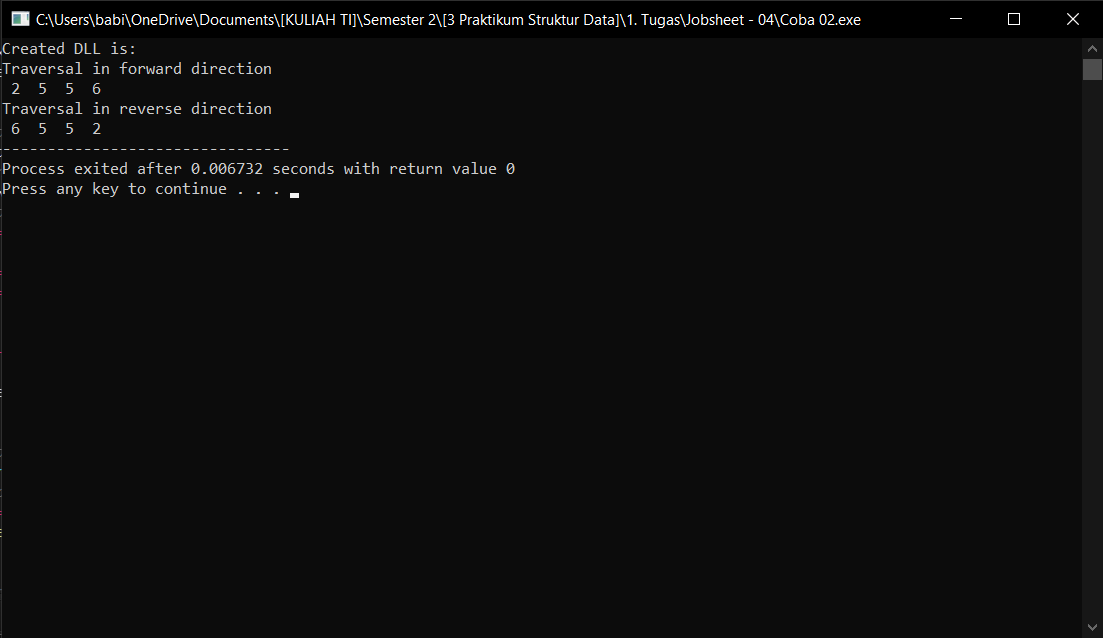 C:\Users\babi\OneDrive\Documents\[KULIAH TI]\Semester 2\[3 Praktikum Struktur Data]\1. Tugas\Jobsheet - 04\Coba 02.exe
Created DLL is:
Traversal in forward direction
 2  5  5  6
Traversal in reverse direction
 6  5  5  2
--------------------------------
Process exited after 0.006732 seconds with return value 0
Press any key to continue . . .